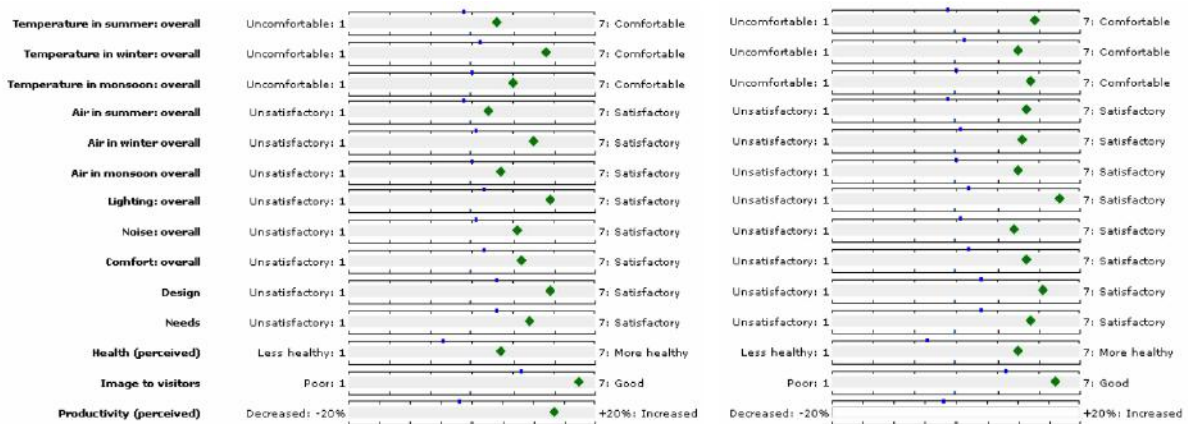 Temperature in summer: overall Uncomfortable: 1 7: Comfortable Uncomfortable: 1 7: Comfortable
Temperature in winter: overall Uncomfortable: 1 7: Comfortable Uncomfortable: 1 7: Comfortable
Temperature in monsoon: overall Uncomfortable: 1 7: Comfortable Uncomfortable: 1 7: Comfortable
Air in summer: overall Unsatisfactory: 1 7: Satisfactory Unsatisfactory: 1 7: Satisfactory
Air in winter overall Unsatisfactory: 1 7: Satisfactory Unsatisfactory: 1 7: Satisfactory
Air in monsoon overall Unsatisfactory: 1 7: Satisfactory Unsatisfactory: 1 7: Satisfactory
Lighting: overall Unsatisfactory: 1 7: Satisfactory Unsatisfactory: 1 7: Satisfactory
Noise: overall Unsatisfactory: 1 7: Satisfactory Unsatisfactory: 1 7: Satisfactory
Comfort: overall Unsatisfactory: 1 7: Satisfactory Unsatisfactory: 1 7: Satisfactory
Design Unsatisfactory: 1 7: Satisfactory Unsatisfactory: 1 7: Satisfactory
Needs Unsatisfactory: 1 7: Satisfactory Unsatisfactory: 1 7: Satisfactory
Health (perceived) Less healthy: 1 7: More healthy Less healthy: 1 7: More healthy
Image to visitors Poor: 1 7: Good Poor: 1 7: Good
Productivity (perceived) Decreased: -20% +20%: Increased Decreased: -20% +20%: Increased